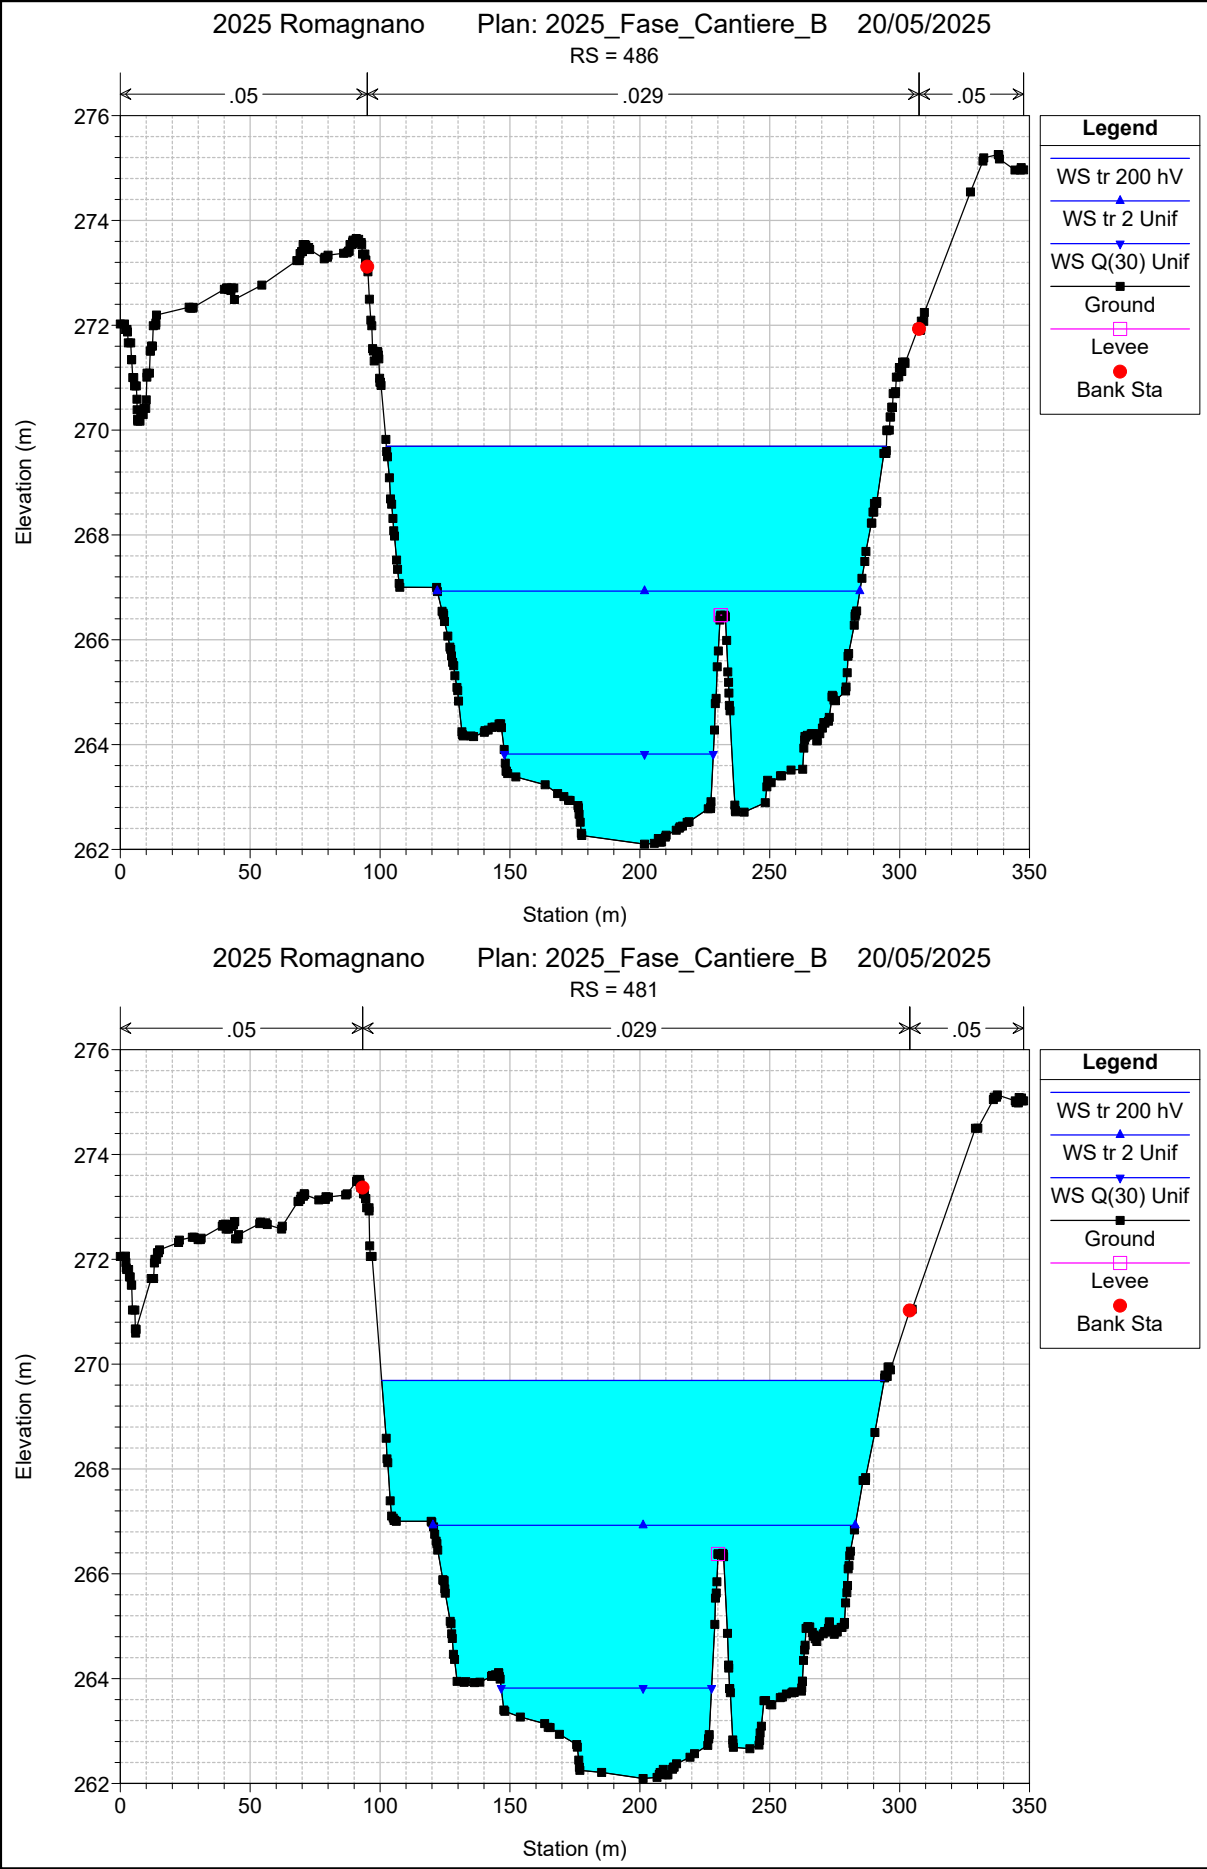 2025 Romagnano Plan: 2025_Fase_Cantiere_B 20/05/2025
RS = 486
.05 .029 .05
276
274
272
270
268
266
264
262
Elevation (m)
0 50 100 150 200 250 300 350
Station (m)
Legend
WS tr 200 hV
WS tr 2 Unif
WS Q(30) Unif
Ground
Levee
Bank Sta
2025 Romagnano Plan: 2025_Fase_Cantiere_B 20/05/2025
RS = 481
.05 .029 .05
276
274
272
270
268
266
264
262
Elevation (m)
0 50 100 150 200 250 300 350
Station (m)
Legend
WS tr 200 hV
WS tr 2 Unif
WS Q(30) Unif
Ground
Levee
Bank Sta